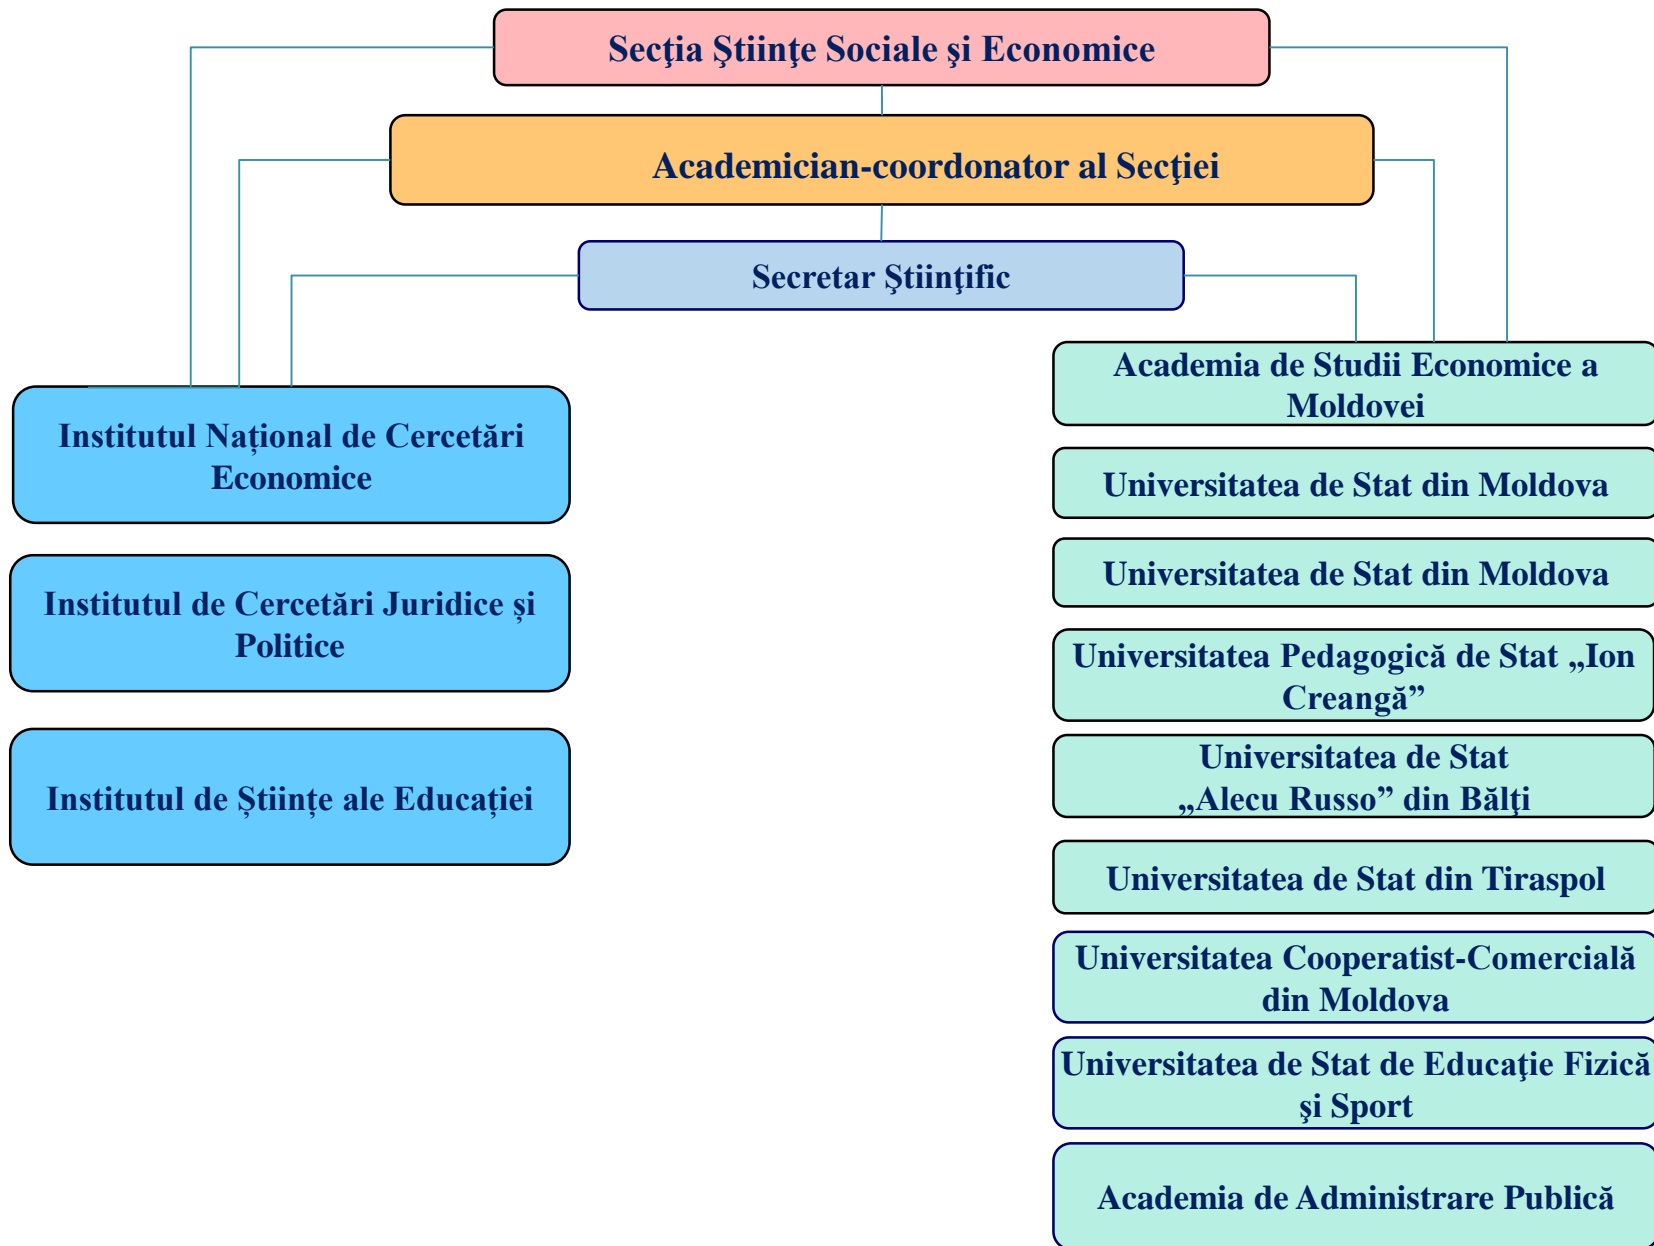 Secţia Ştiinţe Sociale şi Economice
Academician-coordonator al Secţiei
Secretar Ştiinţific
Institutul Național de Cercetări
Economice
Institutul de Cercetări Juridice și
Politice
Institutul de Științe ale Educației
Academia de Studii Economice a
Moldovei
Universitatea de Stat din Moldova
Universitatea de Stat din Moldova
Universitatea Pedagogică de Stat „Ion
Creangă”
Universitatea de Stat
„Alecu Russo” din Bălţi
Universitatea de Stat din Tiraspol
Universitatea Cooperatist-Comercială
din Moldova
Universitatea de Stat de Educaţie Fizică
şi Sport
Academia de Administrare Publică